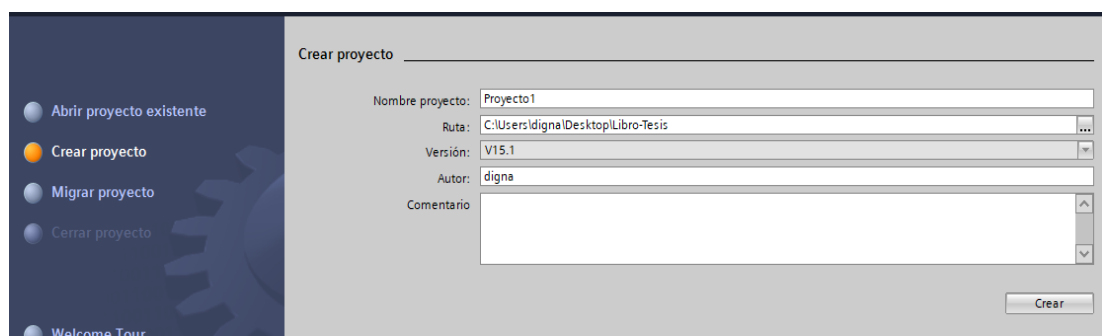 Abrir proyecto existente
Crear proyecto
Migrar proyecto
Cerrar proyecto
Welcome Tour
Crear proyecto
Nombre proyecto: Proyecto1
Ruta: C:\Users\digna\Desktop\Libro-Tesis
...
Versión: V15.1
Autor: digna
Comentario
Crear